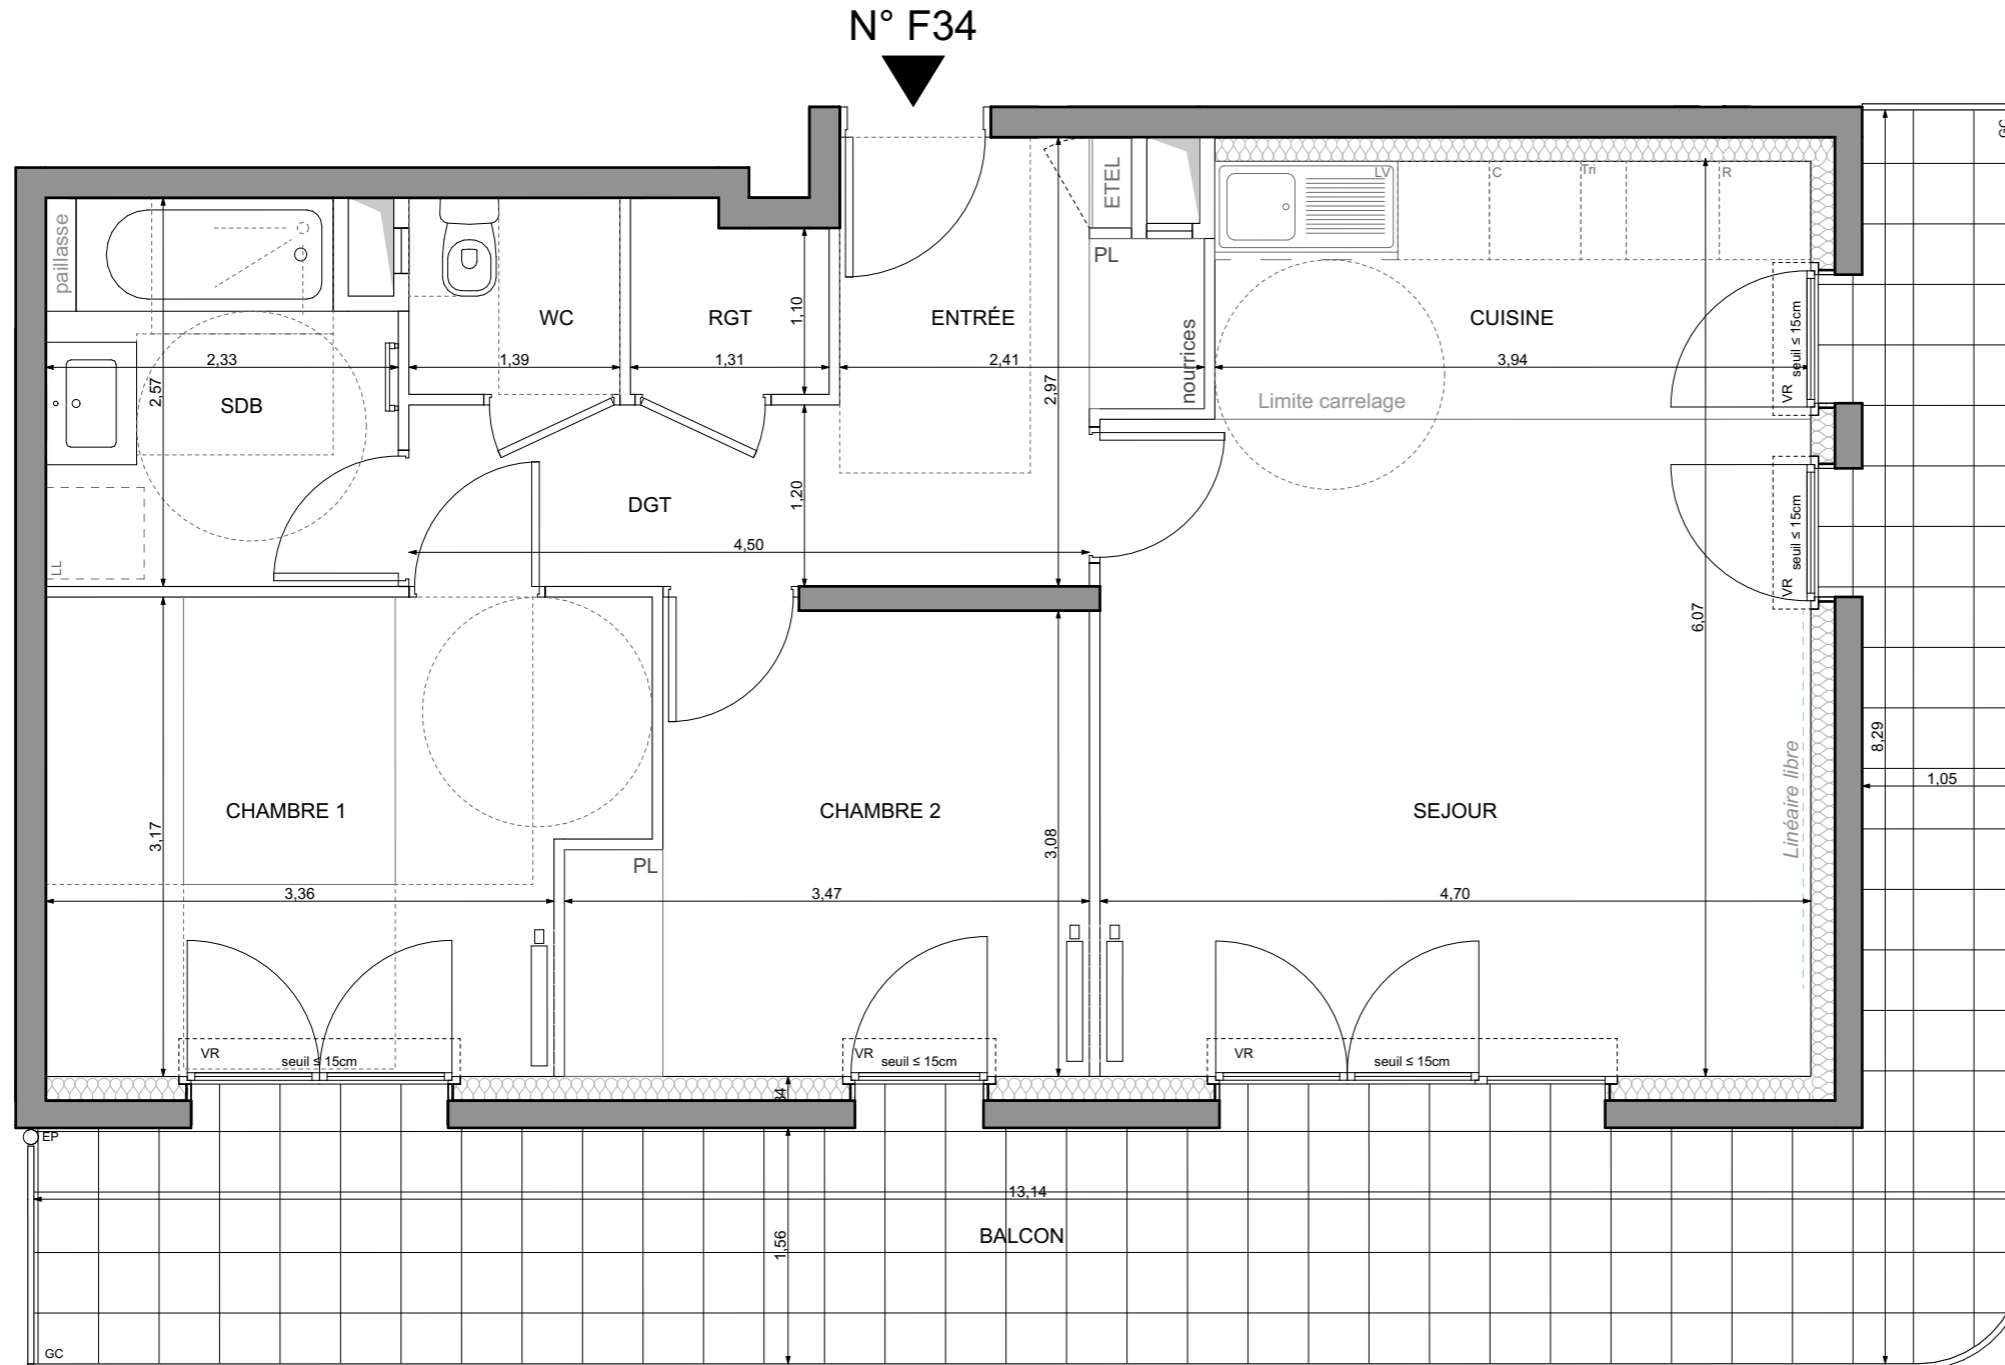 N° F34
GC
paillasse
ETEL
LV
C
Tri
R
PL
WC
RGT
1,10
ENTRÉE
nourrices
CUISINE
seuil ≤ 15cm
VR
2,33
1,39
1,31
2,41
3,94
2,57
2,97
SDB
Limite carrelage
DGT
1,20
4,50
LL
seuil ≤ 15cm
VR
6,07
8,29
1,05
Linéaire libre
CHAMBRE 1
CHAMBRE 2
SEJOUR
3,17
3,08
PL
3,36
3,47
4,70
VR
seuil ≤ 15cm
VR
seuil ≤ 15cm
VR
seuil ≤ 15cm
EP
13,14
BALCON
1,56
GC